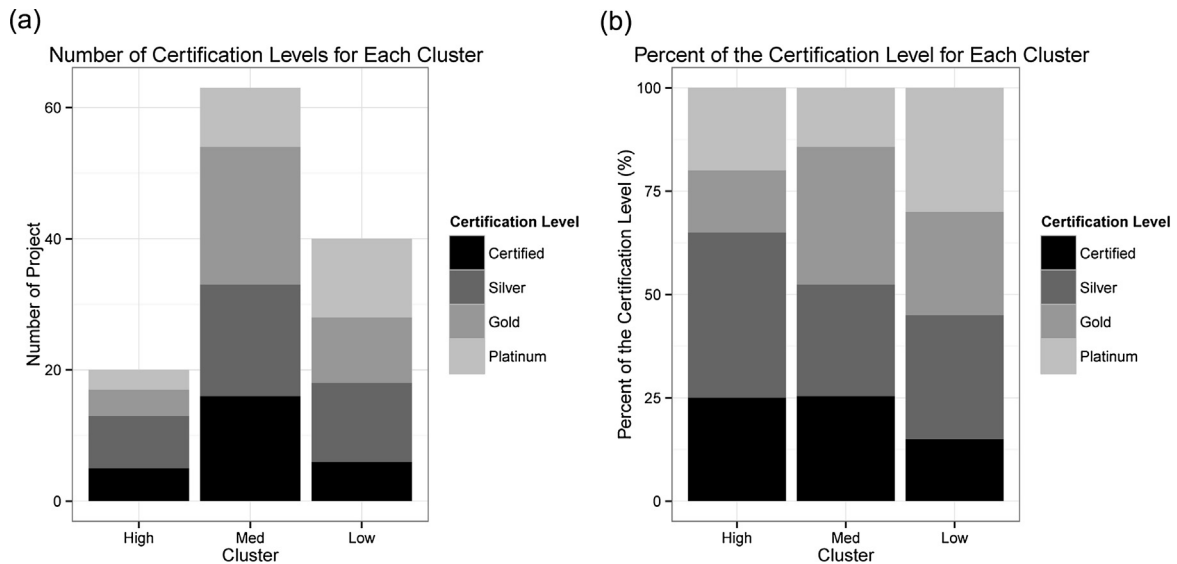 (a)
Number of Certification Levels for Each Cluster
Number of Project
60
40
20
0
High Med Low
Cluster
Certification Level
Certified
Silver
Gold
Platinum
(b)
Percent of the Certification Level for Each Cluster
Percent of the Certification Level (%)
100
75
50
25
0
High Med Low
Cluster
Certification Level
Certified
Silver
Gold
Platinum